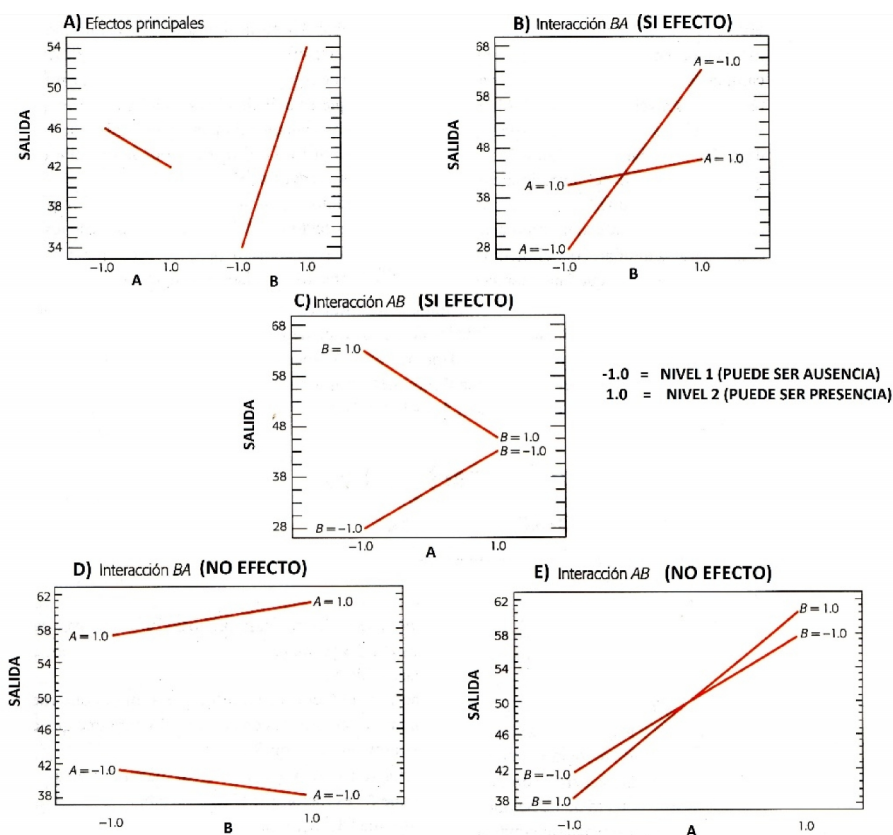 A) Efectos principales
54
50
46
42
38
34
SALIDA
-1.0 1.0 -1.0 1.0
A B
B) Interacción BA (SI EFECTO)
68
58
48
38
28
SALIDA
A = -1.0
A = 1.0
A = 1.0
A = -1.0
-1.0 1.0
B
C) Interacción AB (SI EFECTO)
68
58
48
38
28
SALIDA
B = 1.0
B = 1.0
B = -1.0
B = -1.0
-1.0 1.0
A
-1.0 = NIVEL 1 (PUEDE SER AUSENCIA)
1.0 = NIVEL 2 (PUEDE SER PRESENCIA)
D) Interacción BA (NO EFECTO)
62
58
54
50
46
42
38
SALIDA
A = 1.0
A = 1.0
A = -1.0
A = -1.0
-1.0 1.0
B
E) Interacción AB (NO EFECTO)
62
58
54
50
46
42
38
SALIDA
B = 1.0
B = -1.0
B = -1.0
B = 1.0
-1.0 1.0
A